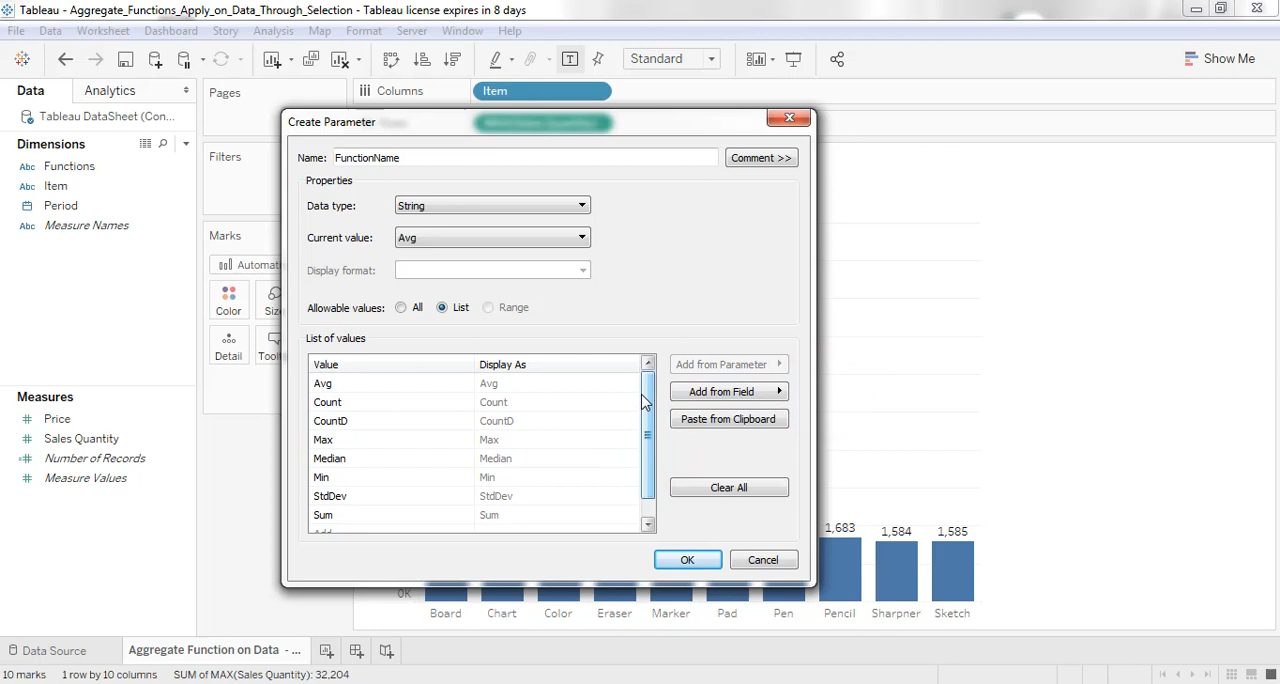 Tableau - Aggregate_Functions_Apply_on_Data_Through_Selection - Tableau license expires in 8 days
File Data Worksheet Dashboard Story Analysis Map Format Server Window Help
Standard
Show Me
Data Analytics
Pages
Columns Item
Tableau DataSheet (Con...
Dimensions
Abc Functions
Abc Item
Period
Abc Measure Names
Filters
Marks
Automati
Color Siz
Detail Toolt
Measures
Price
Sales Quantity
Number of Records
Measure Values
Create Parameter
Name: FunctionName
Comment >>
Properties
Data type: String
Current value: Avg
Display format:
Allowable values: All List Range
List of values
Value Display As
Avg Avg
Count Count
CountD CountD
Max Max
Median Median
Min Min
StdDev StdDev
Sum Sum
Add
Add from Parameter
Add from Field
Paste from Clipboard
Clear All
OK Cancel
1,683 1,584 1,585
0K
Board Chart Color Eraser Marker Pad Pen Pencil Sharpner Sketch
Data Source Aggregate Function on Data - ...
10 marks 1 row by 10 columns SUM of MAX(Sales Quantity): 32,204